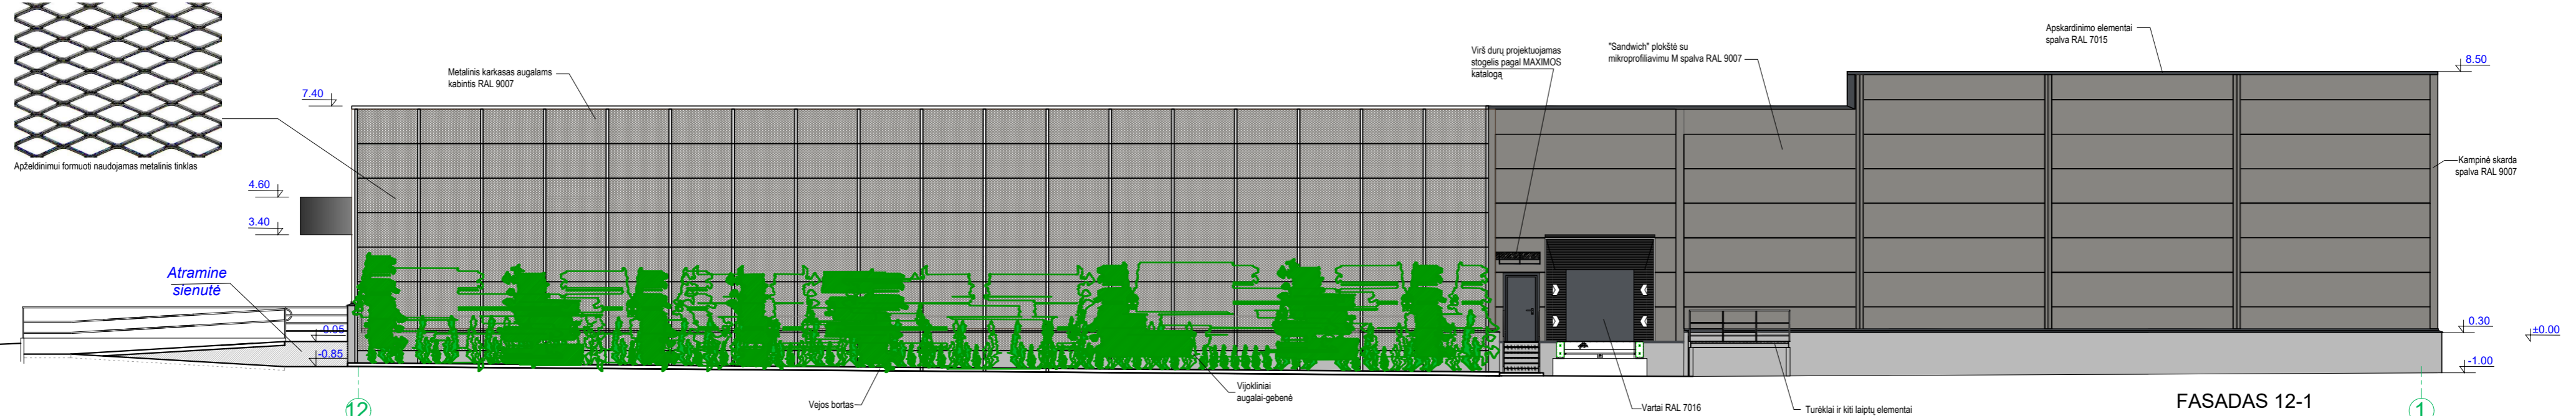 Apskardinimo elementai
spalva RAL 7015
Virš durų projektuojamas
stogelis pagal MAXIMOS
katalogą
"Sandwich" plokštė su
mikroprofiliavimu M spalva RAL 9007
8.50
Metalinis karkasas augalams
kabintis RAL 9007
7.40
Apželdinimui formuoti naudojamas metalinis tinklas
Kampinė skarda
spalva RAL 9007
4.60
3.40
Atraminė
sienutė
-0.05
-0.85
0.30
±0.00
-1.00
Vijokliniai
augalai-gebenė
Vejos bortas
Vartai RAL 7016
Turėklai ir kiti laiptų elementai
FASADAS 12-1
12
1